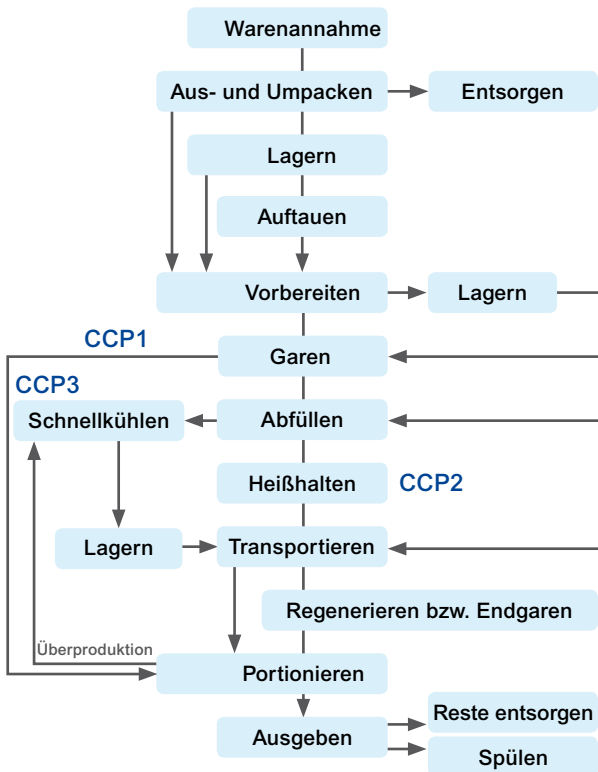 Warenannahme
Aus- und Umpacken
Entsorgen
Lagern
Auftauen
Vorbereiten
Lagern
CCP1
Garen
CCP3
Schnellkühlen
Abfüllen
Heißhalten
CCP2
Lagern
Transportieren
Regenerieren bzw. Endgaren
Überproduktion
Portionieren
Ausgeben
Reste entsorgen
Spülen